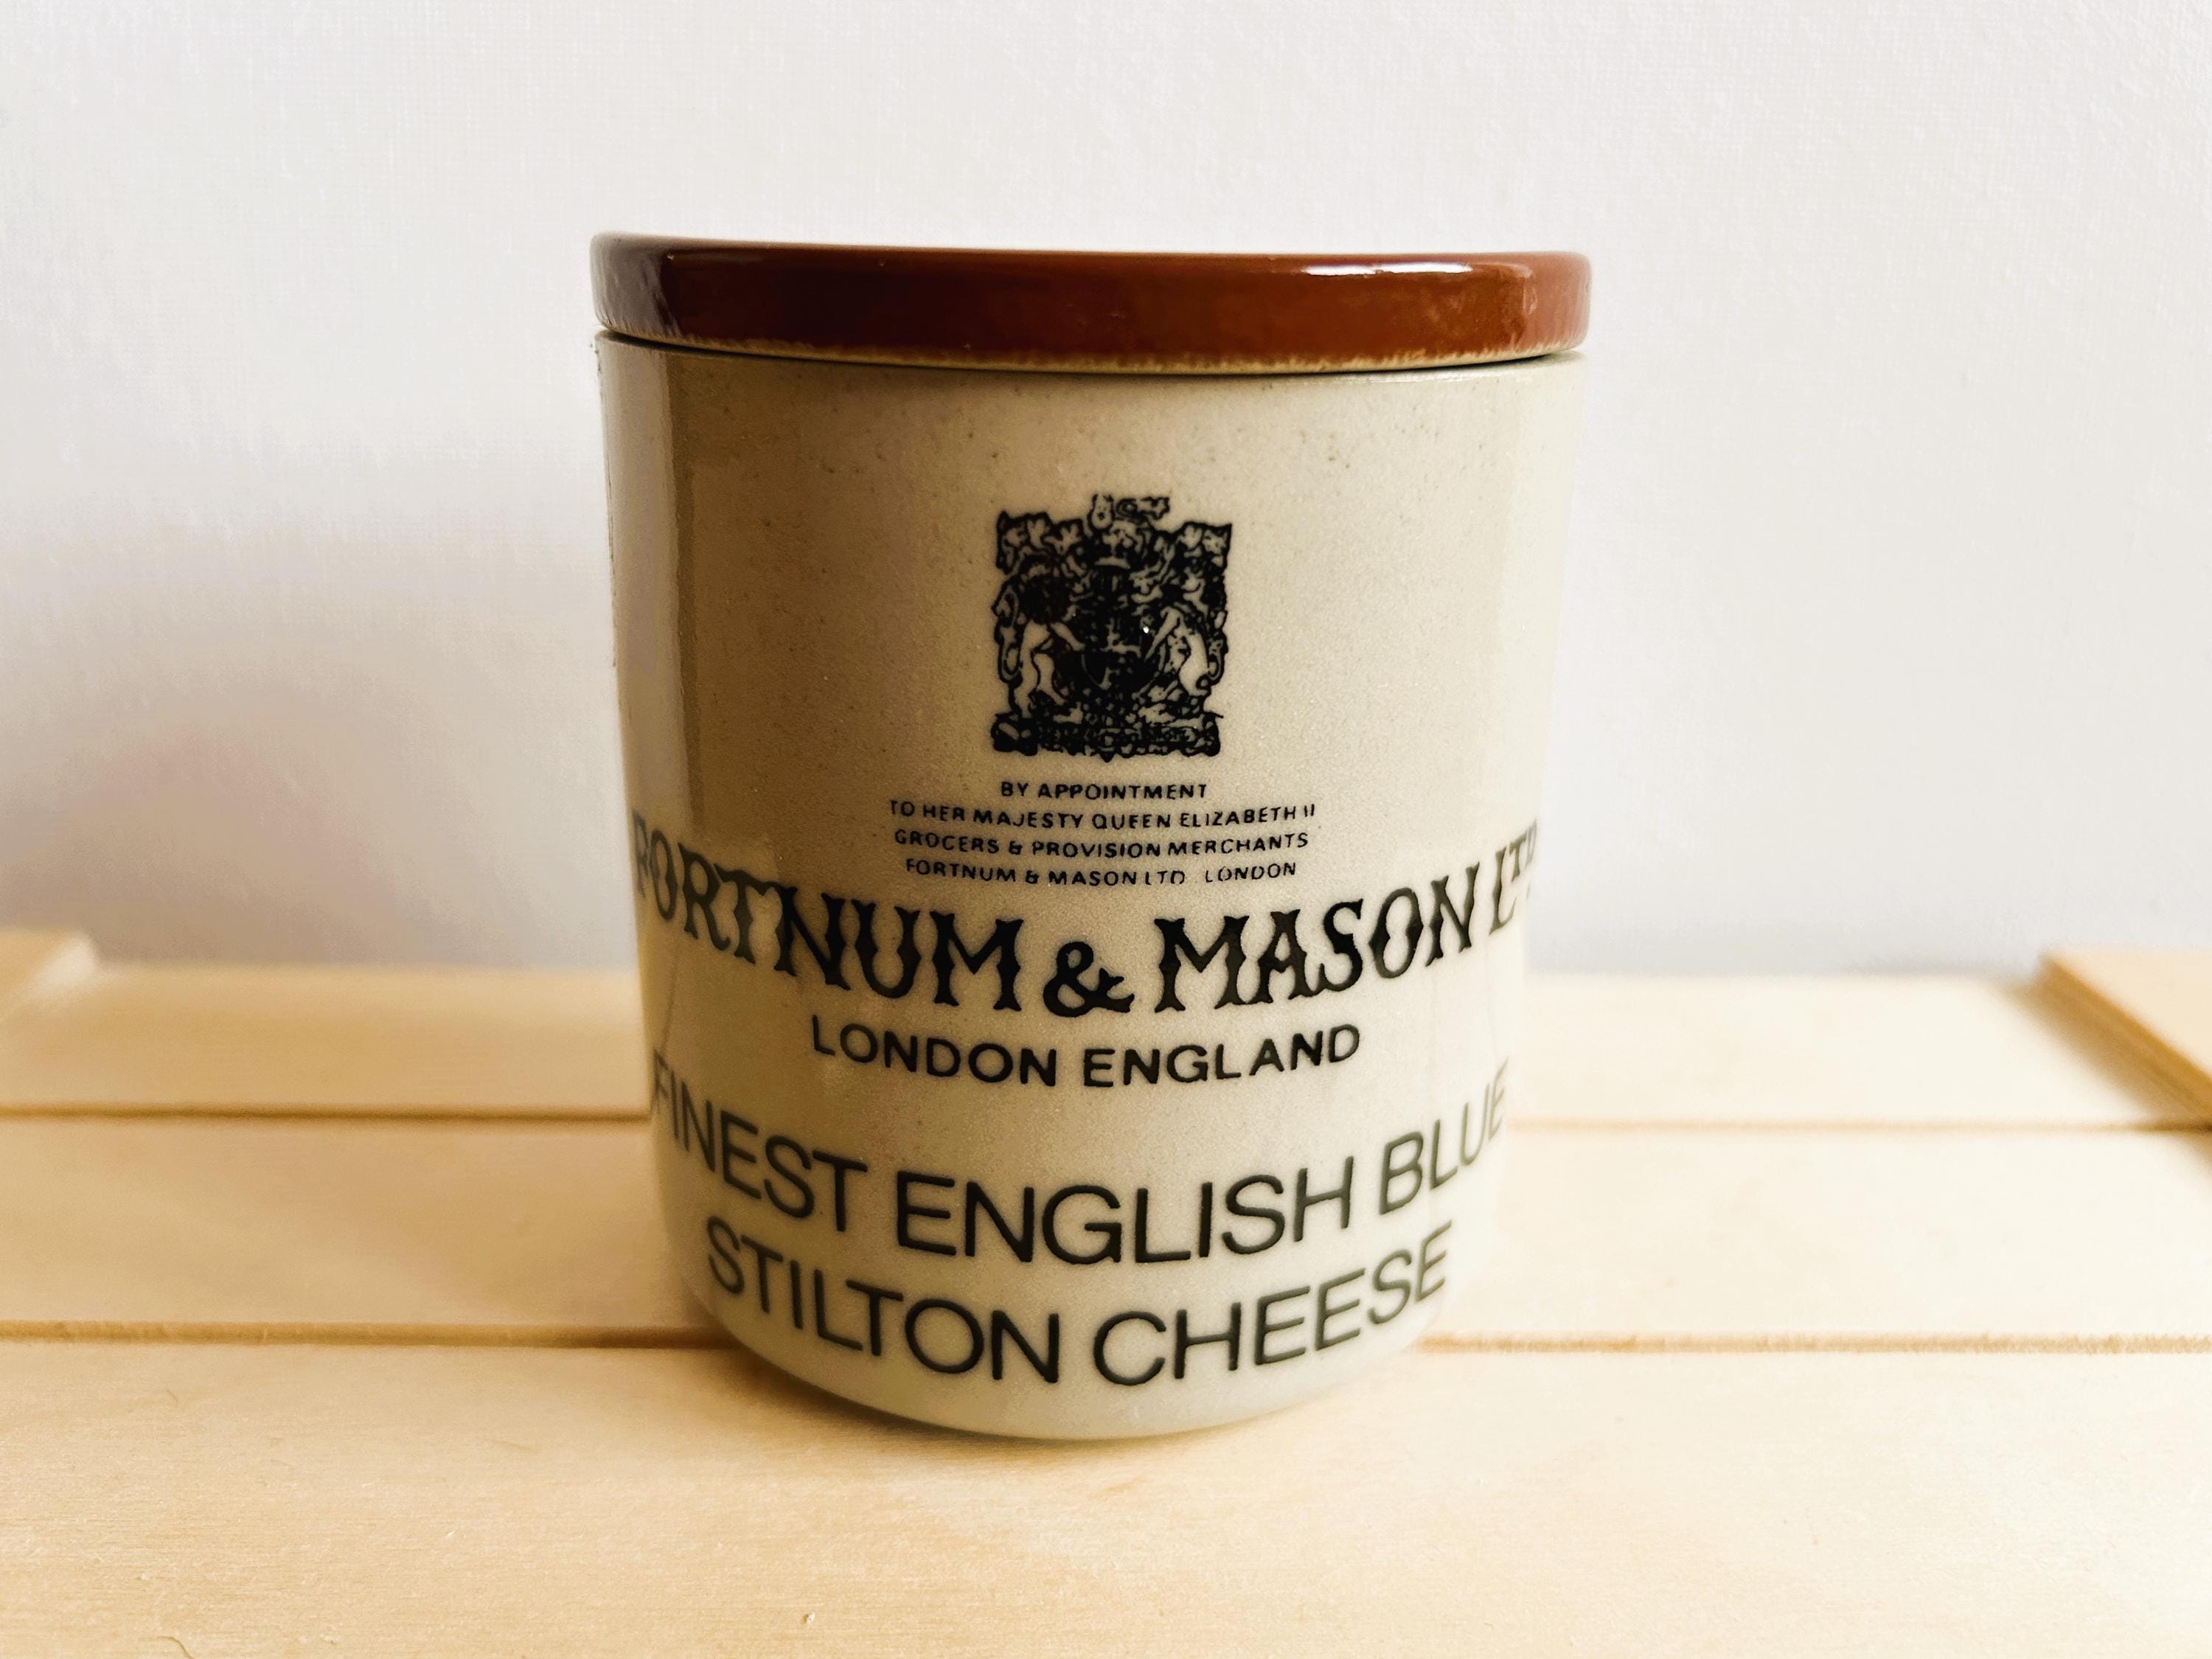 BY APPOINTMENT
TO HER MAJESTY QUEEN ELIZABETH II
GROCERS & PROVISION MERCHANTS
FORTNUM & MASON LTD LONDON
FORTNUM & MASON LTD
LONDON ENGLAND
FINEST ENGLISH BLUE
STILTON CHEESE